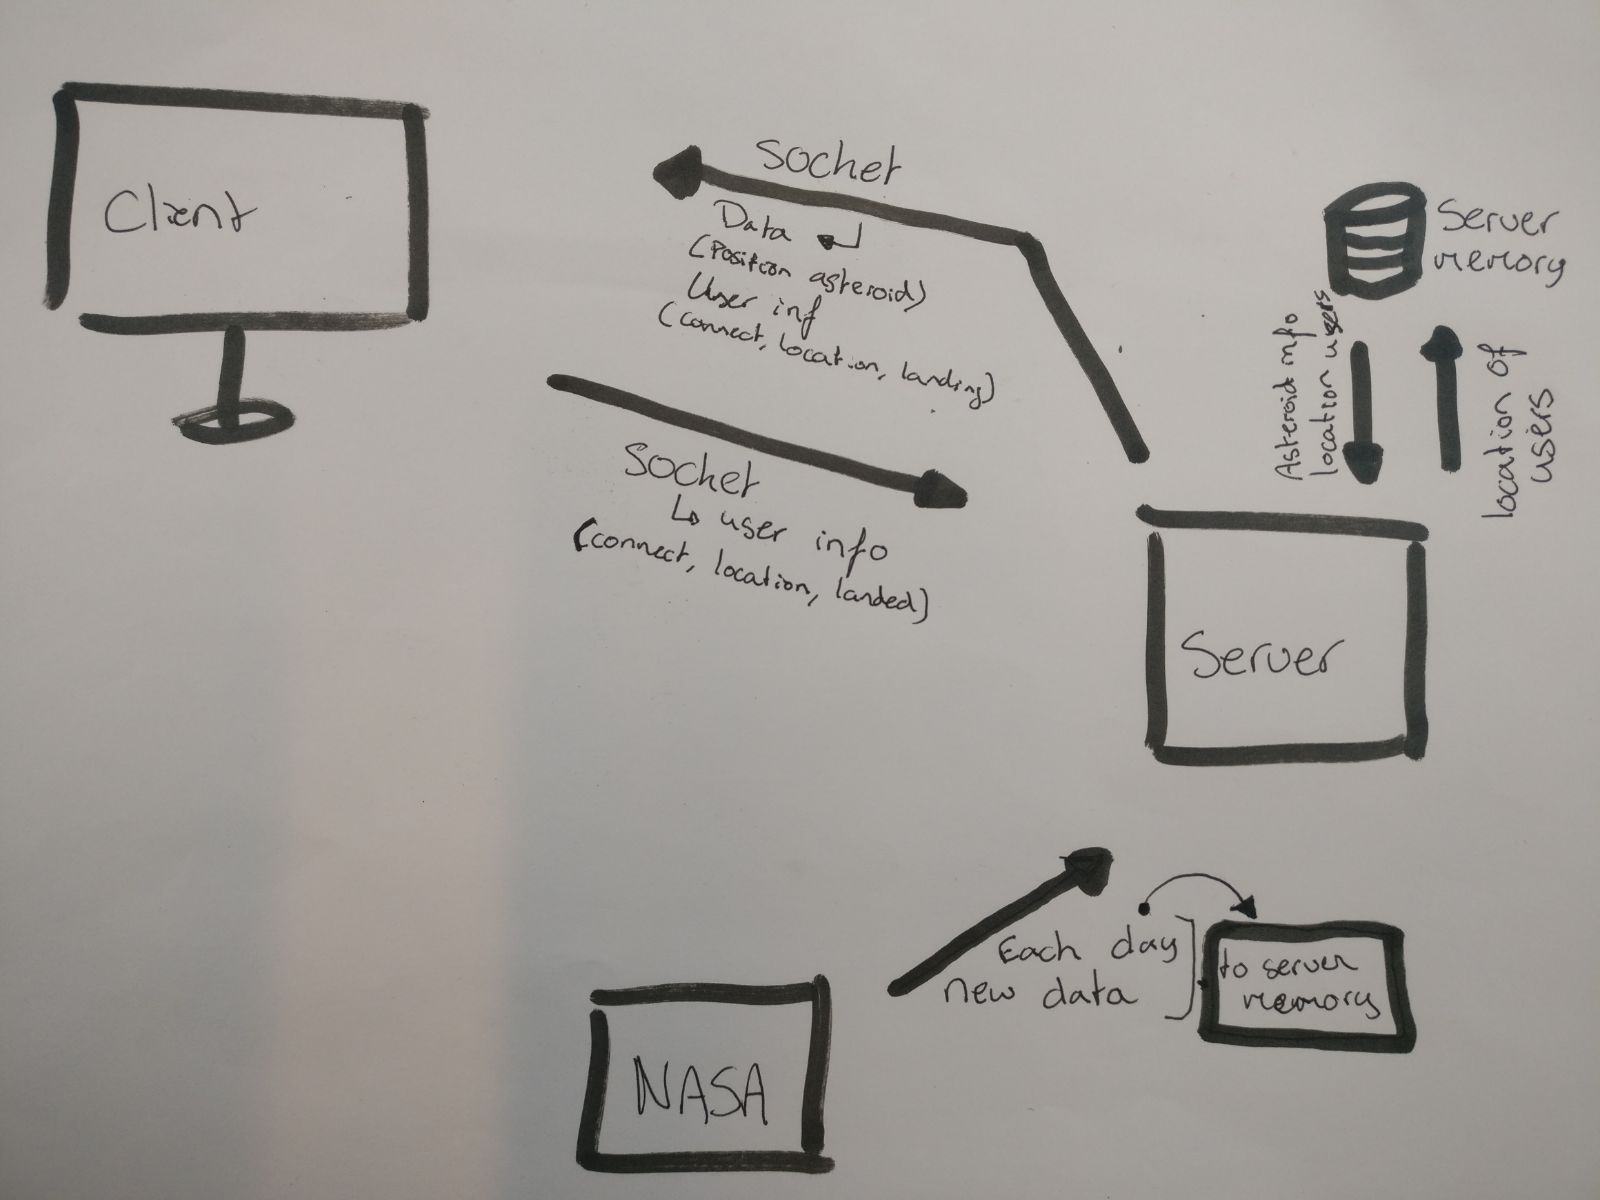 Client
Socket
Data
(Position asteroid)
User inf
(connect, location, landing)
Server
memory
Asteroid info
location users
location of
users
Socket
user info
(connect, location, landed)
Server
Each day
new data
to server
memory
NASA